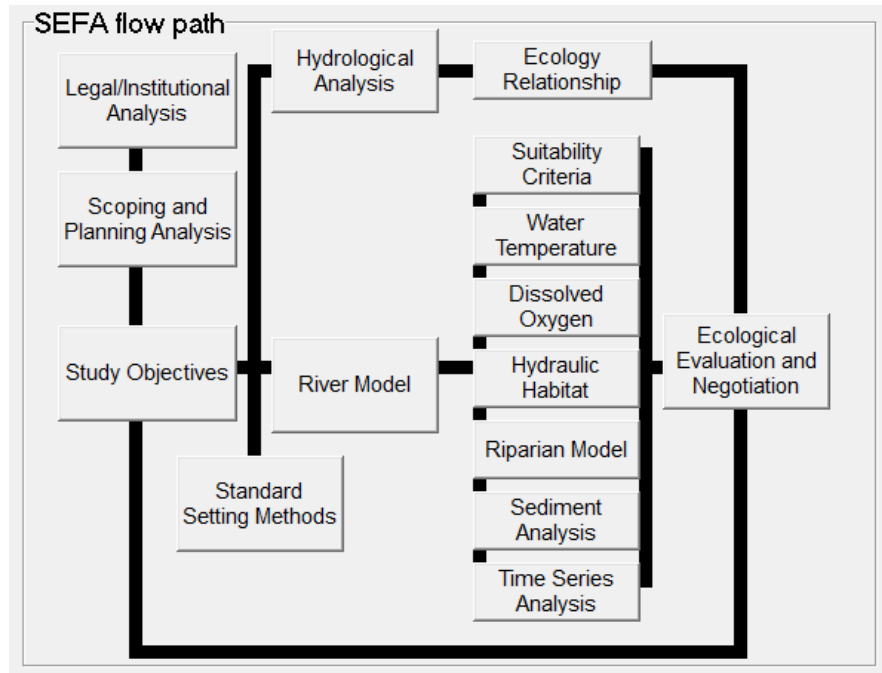 SEFA flow path
Legal/Institutional
Analysis
Scoping and
Planning Analysis
Study Objectives
Hydrological
Analysis
Ecology
Relationship
River Model
Standard
Setting Methods
Suitability
Criteria
Water
Temperature
Dissolved
Oxygen
Hydraulic
Habitat
Riparian Model
Sediment
Analysis
Time Series
Analysis
Ecological
Evaluation and
Negotiation